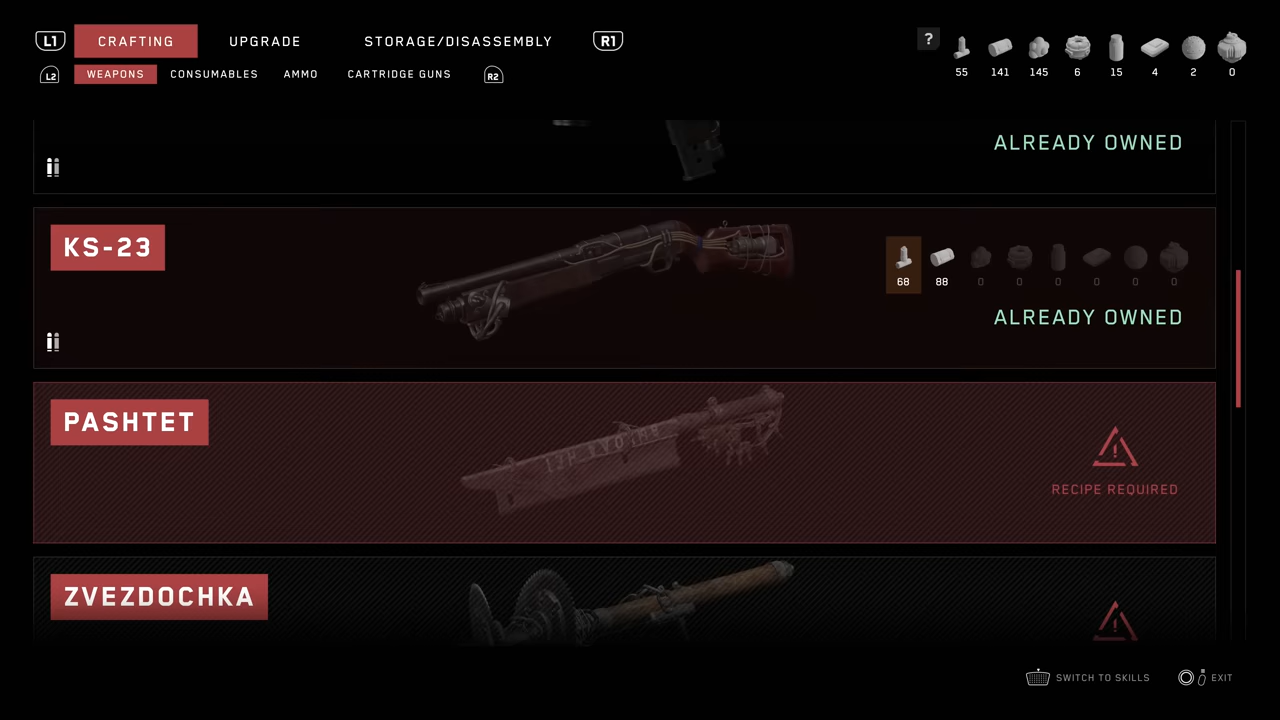 L1 CRAFTING UPGRADE STORAGE/DISASSEMBLY R1 ?
L2 WEAPONS CONSUMABLES AMMO CARTRIDGE GUNS R2
55 141 145 6 15 4 2 0
ALREADY OWNED
KS-23
68 88 0 0 0 0 0 0
ALREADY OWNED
PASHTET
RECIPE REQUIRED
ZVEZDOCHKA
SWITCH TO SKILLS EXIT